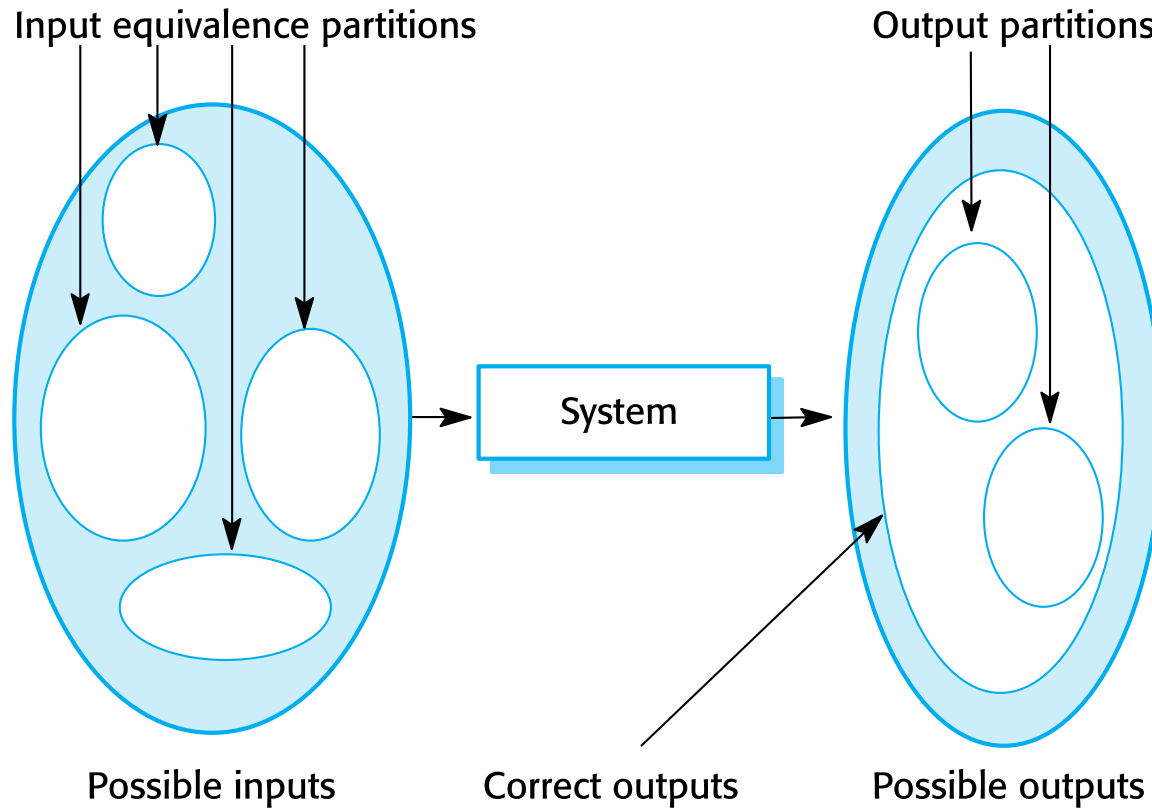 Input equivalence partitions
Output partitions
System
Possible inputs
Correct outputs
Possible outputs